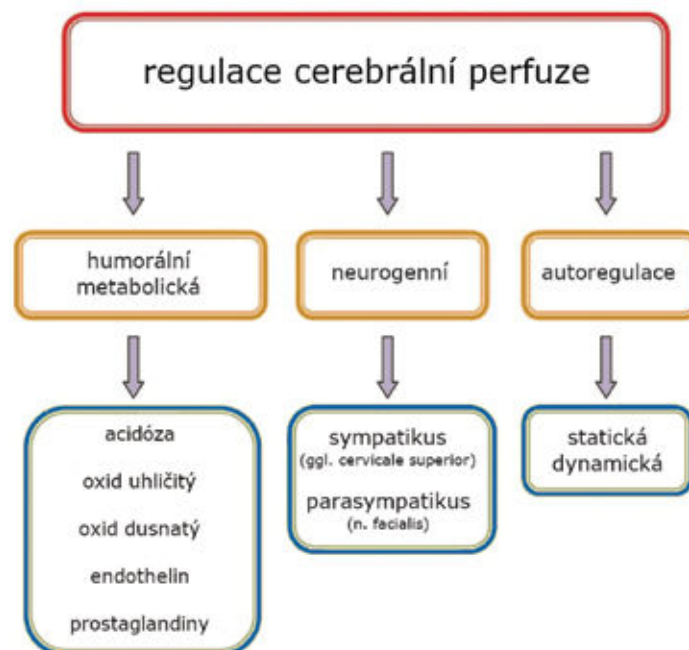 regulace cerebrální perfuze
humorální
metabolická
neurogenní
autoregulace
acidóza
oxid uhličitý
oxid dusnatý
endothelin
prostaglandiny
sympatikus
(ggl. cervicale superior)
parasympatikus
(n. facialis)
statická
dynamická